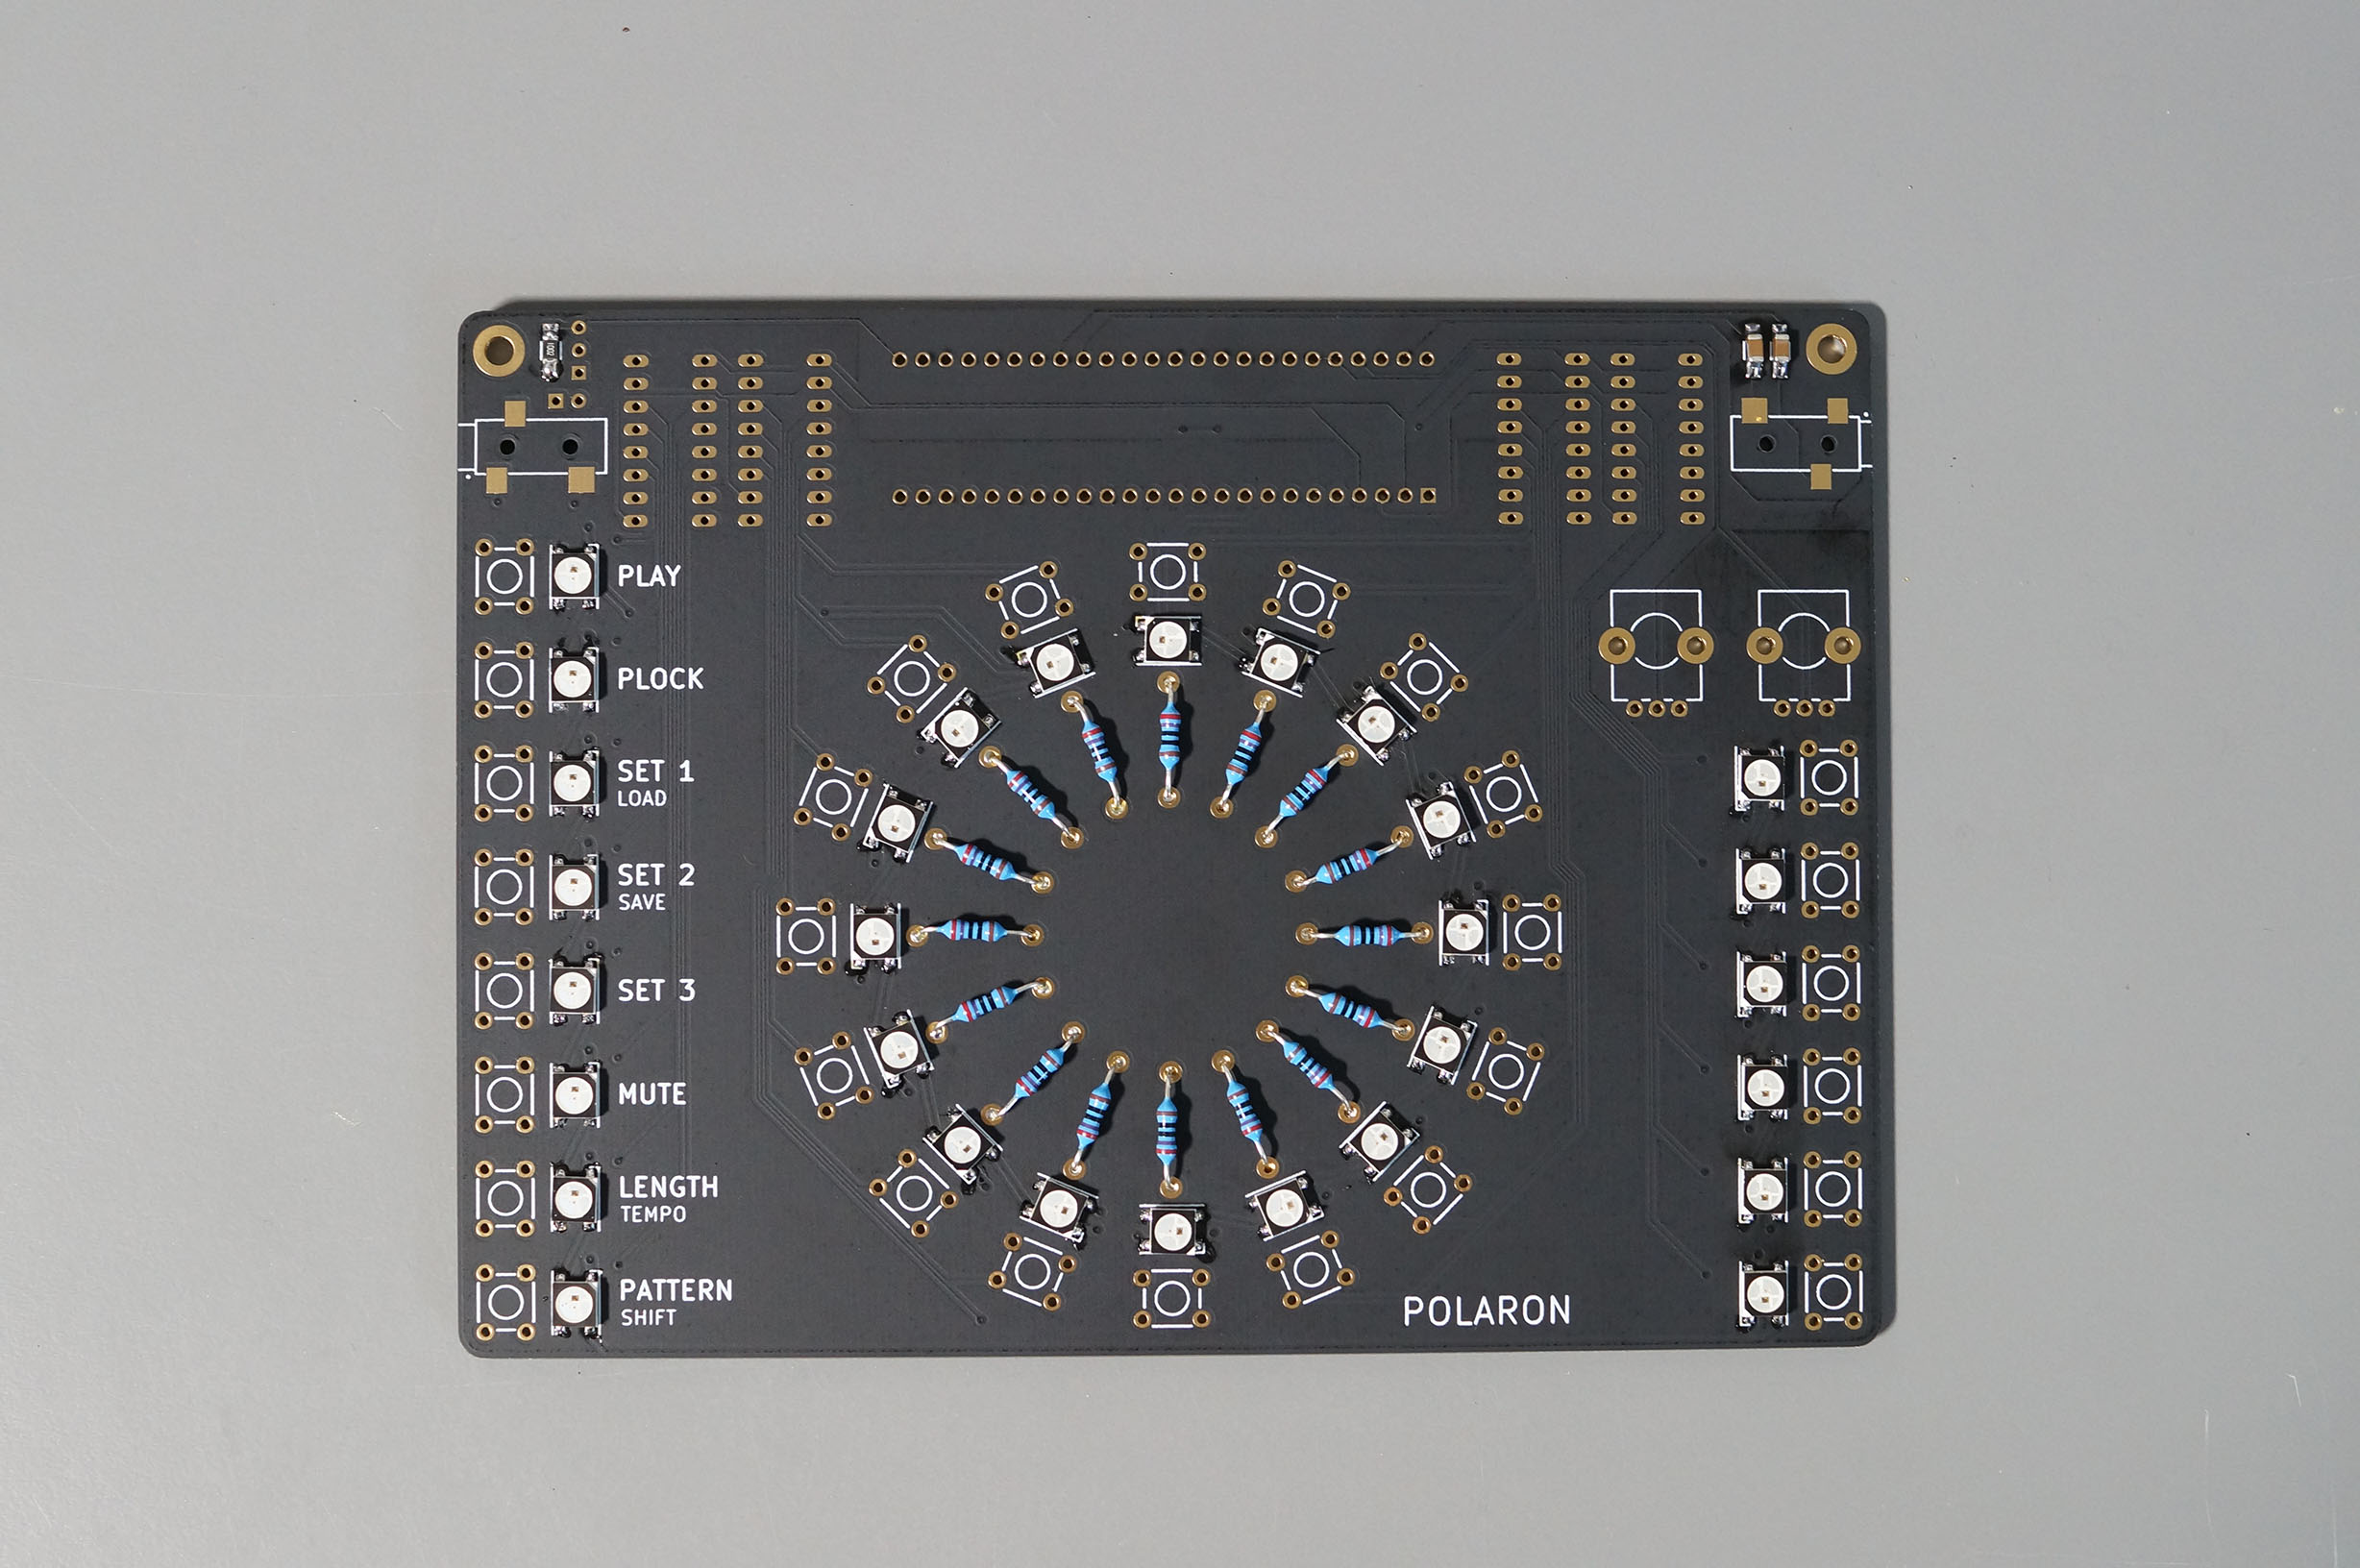 PLAY
PLOCK
SET 1
LOAD
SET 2
SAVE
SET 3
MUTE
LENGTH
TEMPO
PATTERN
SHIFT
POLARON